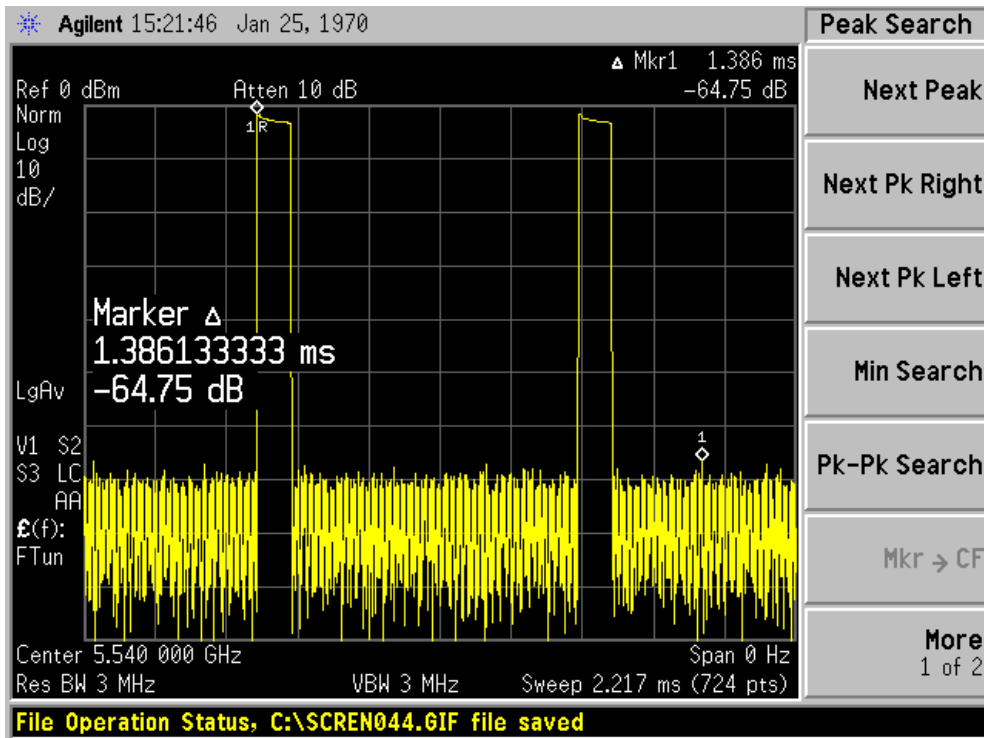 Agilent 15:21:46 Jan 25, 1970
Peak Search
Δ Mkr1 1.386 ms
Ref 0 dBm Atten 10 dB -64.75 dB
Norm
Log
10
dB/
1R
Marker Δ
1.386133333 ms
-64.75 dB
LgAv
1
V1 S2
S3 LC
AA
£(f):
FTun
Center 5.540 000 GHz Span 0 Hz
Res BW 3 MHz VBW 3 MHz Sweep 2.217 ms (724 pts)
File Operation Status, C:\SCREN044.GIF file saved
Next Peak
Next Pk Right
Next Pk Left
Min Search
Pk-Pk Search
Mkr → CF
More
1 of 2